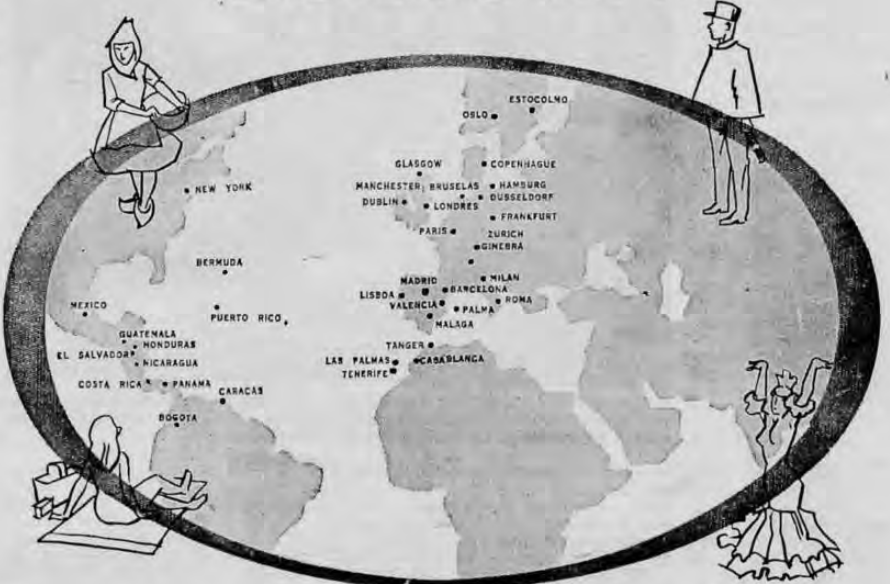 ESTOCOLMO
OSLO
GLASGOW
COPENHAGUE
MANCHESTER
BRUSELAS
HAMBURG
NEW YORK
DUBLIN
LONDRES
DUSSELDORF
FRANKFURT
PARIS
ZURICH
GINEBRA
BERMUDA
MADRID
MILAN
LISBOA
BARCELONA
MEXICO
VALENCIA
PALMA
ROMA
PUERTO RICO
MALAGA
GUATEMALA
HONDURAS
TANGER
EL SALVADOR
NICARAGUA
LAS PALMAS
CASABLANCA
TENERIFE
COSTA RICA
PANAMA
CARACAS
BOGOTA